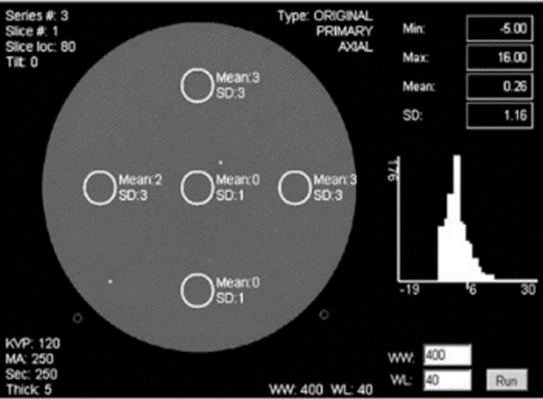 Series #: 3
Slice #: 1
Slice loc: 80
Tilt: 0
Type: ORIGINAL
PRIMARY
AXIAL
Mean:3
SD:3
Mean:2
SD:3
Mean:0
SD:1
Mean:3
SD:3
Mean:0
SD:1
KVP: 120
MA: 250
Sec: 250
Thick: 5
WW: 400 WL: 40
Min: -5.00
Max: 16.00
Mean: 0.26
SD: 1.16
176
-19 6 30
WW: 400
WL: 40
Run